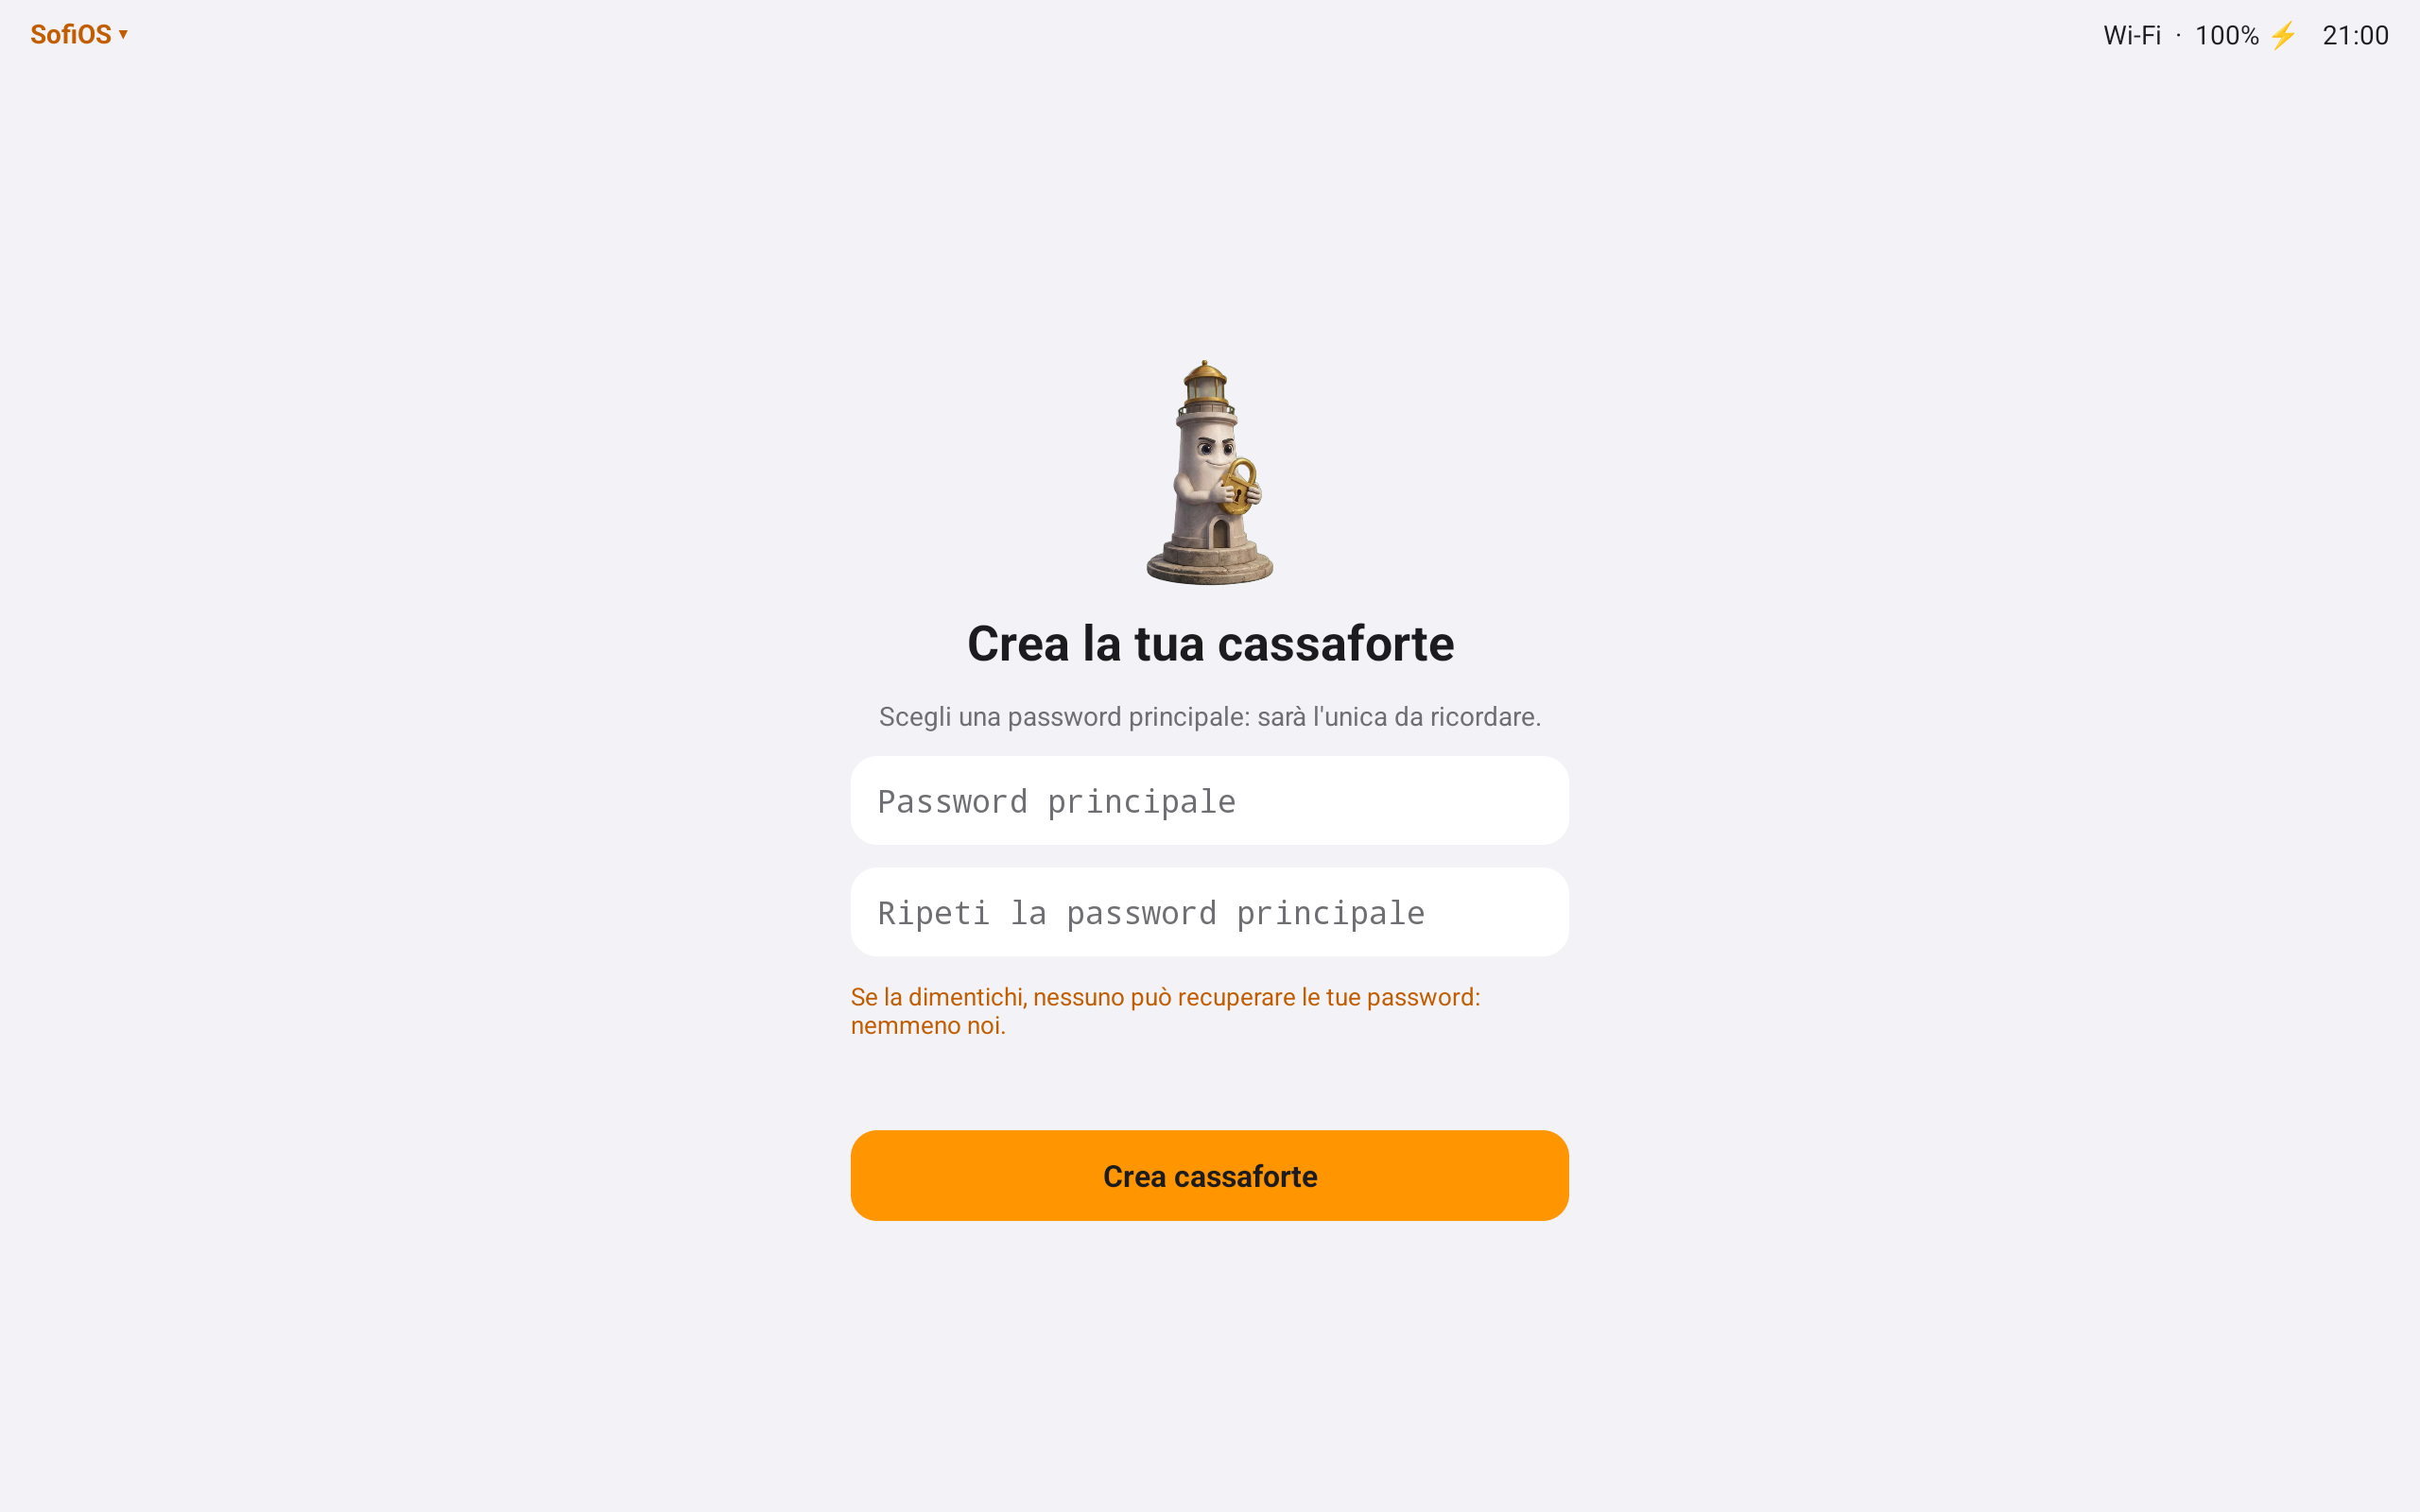 SofiOS ▾
Wi-Fi · 100% ⚡ 21:00
Crea la tua cassaforte
Scegli una password principale: sarà l'unica da ricordare.
Password principale
Ripeti la password principale
Se la dimentichi, nessuno può recuperare le tue password:
nemmeno noi.
Crea cassaforte